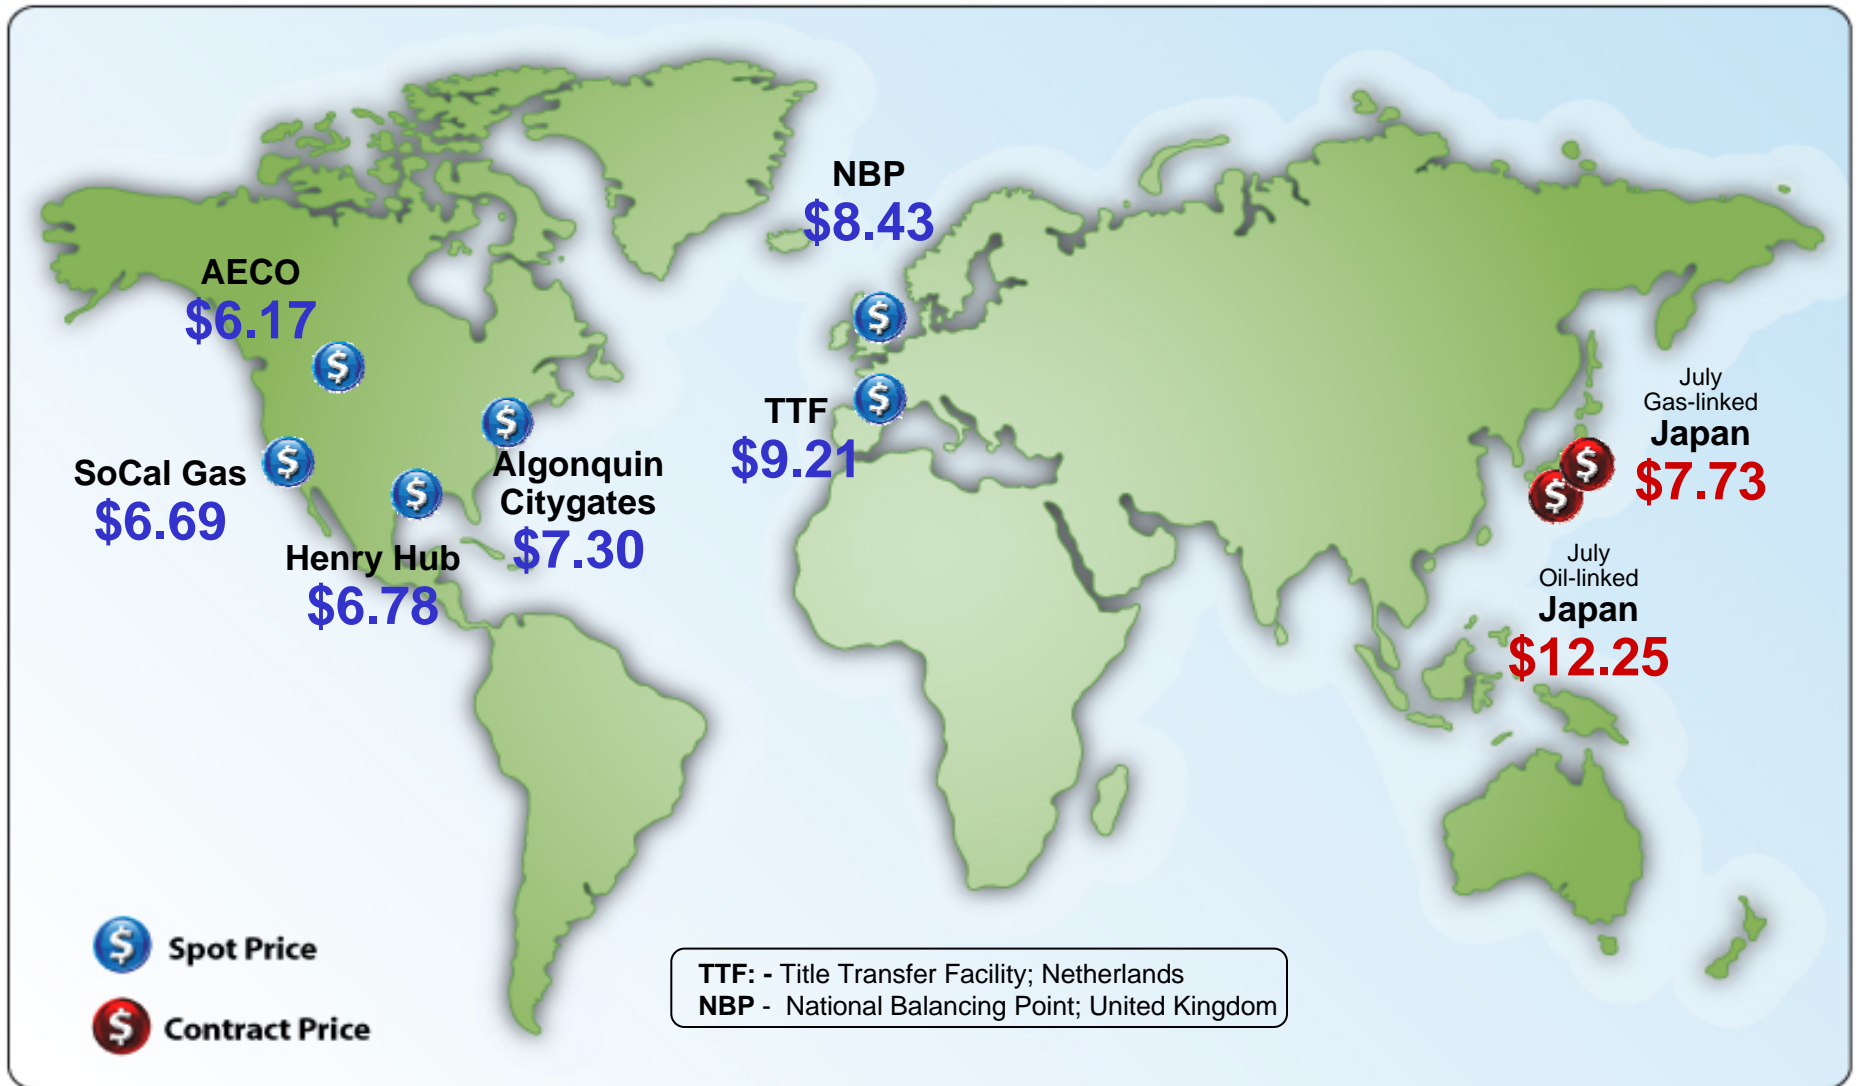 NBP
$8.43
AECO
$6.17
July
Gas-linked
Japan
$7.73
TTF
$9.21
SoCal Gas
$6.69
Algonquin
Citygates
$7.30
Henry Hub
$6.78
July
Oil-linked
Japan
$12.25
$ Spot Price
$ Contract Price
TTF: - Title Transfer Facility; Netherlands
NBP - National Balancing Point; United Kingdom
$
$
$
$
$
$
$
$